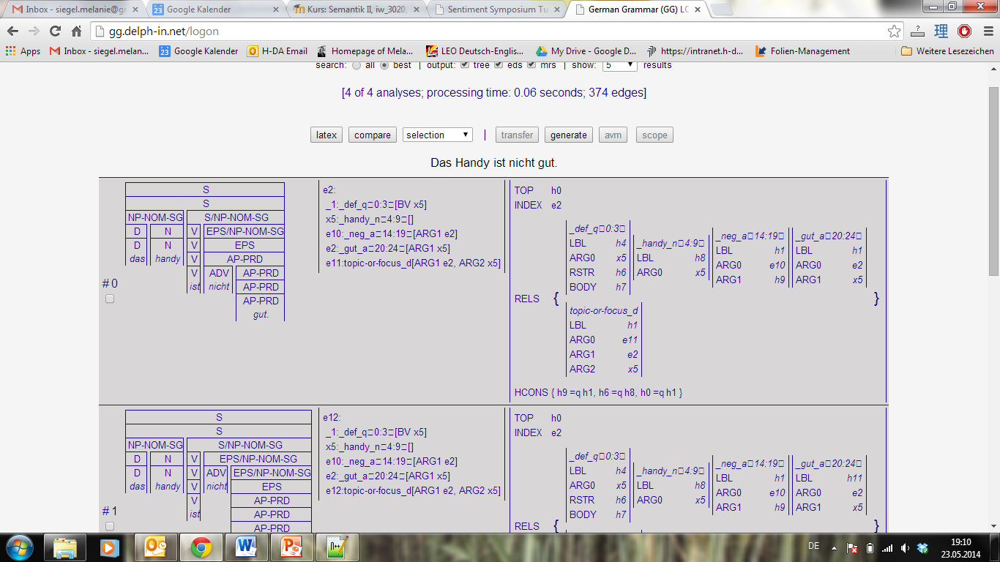 Inbox - siegel.melanie@g
Google Kalender
Kurs: Semantik II, iw_3020,
Sentiment Symposium Tu
German Grammar (GG) LO
gg.delph-in.net/logon
Apps
Inbox - siegel.melan...
Google Kalender
H-DA Email
Homepage of Mela...
LEO Deutsch-Englis...
My Drive - Google D...
https://intranet.h-d...
Folien-Management
Weitere Lesezeichen
search: all best | output: tree eds mrs | show: 5 results
[4 of 4 analyses; processing time: 0.06 seconds; 374 edges]
latex compare selection | transfer generate avm scope
Das Handy ist nicht gut.
# 0
S
S
NP-NOM-SG S/NP-NOM-SG
D N V EPS/NP-NOM-SG
D N V EPS
das handy V AP-PRD
V ADV AP-PRD
ist nicht AP-PRD
AP-PRD
gut.
e2:
_1:_def_q□0:3□[BV x5]
x5:_handy_n□4:9□[]
e10:_neg_a□14:19□[ARG1 e2]
e2:_gut_a□20:24□[ARG1 x5]
e11:topic-or-focus_d[ARG1 e2, ARG2 x5]
TOP h0
INDEX e2
RELS {
_def_q□0:3□
LBL h4
ARG0 x5
RSTR h6
BODY h7
_handy_n□4:9□
LBL h8
ARG0 x5
_neg_a□14:19□
LBL h1
ARG0 e10
ARG1 h9
_gut_a□20:24□
LBL h1
ARG0 e2
ARG1 x5
}
topic-or-focus_d
LBL h1
ARG0 e11
ARG1 e2
ARG2 x5
HCONS { h9 =q h1, h6 =q h8, h0 =q h1 }
# 1
S
S
NP-NOM-SG S/NP-NOM-SG
D N V EPS/NP-NOM-SG
D N V ADV EPS/NP-NOM-SG
das handy V nicht EPS
V AP-PRD
ist AP-PRD
AP-PRD
e12:
_1:_def_q□0:3□[BV x5]
x5:_handy_n□4:9□[]
e10:_neg_a□14:19□[ARG1 e2]
e2:_gut_a□20:24□[ARG1 x5]
e12:topic-or-focus_d[ARG1 e2, ARG2 x5]
TOP h0
INDEX e2
RELS {
_def_q□0:3□
LBL h4
ARG0 x5
RSTR h6
BODY h7
_handy_n□4:9□
LBL h8
ARG0 x5
_neg_a□14:19□
LBL h1
ARG0 e10
ARG1 h9
_gut_a□20:24□
LBL h11
ARG0 e2
ARG1 x5
}
DE
19:10
23.05.2014